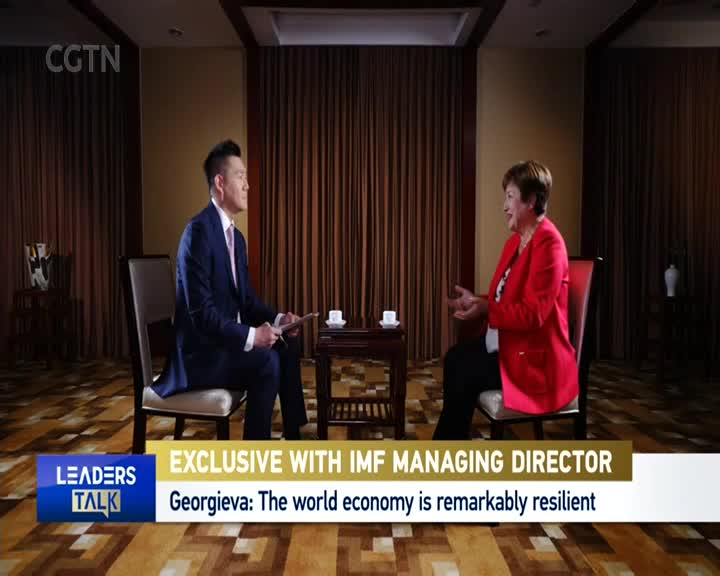 CGTN
EXCLUSIVE WITH IMF MANAGING DIRECTOR
LEADERS
TALK
Georgieva: The world economy is remarkably resilient